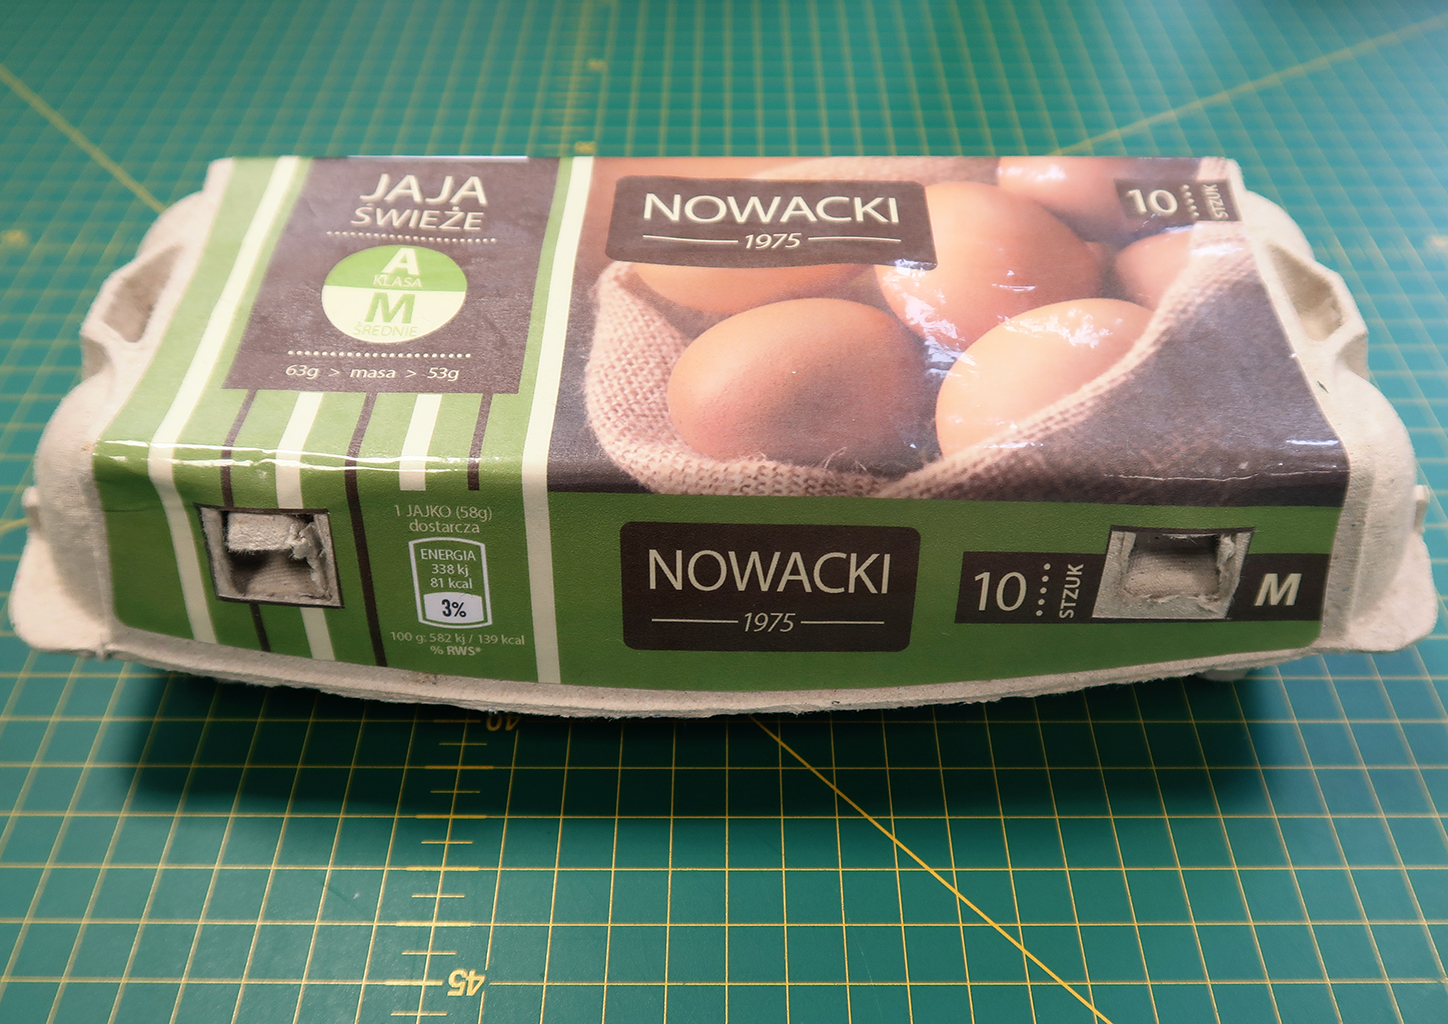 JAJA
ŚWIEŻE
A
KLASA
M
ŚREDNIE
63g > masa > 53g
NOWACKI
1975
10
STZUK
1 JAJKO (58g)
dostarcza
ENERGIA
338 kj
81 kcal
3%
100 g: 582 kj / 139 kcal
% RWS*
NOWACKI
1975
10
STZUK
M
40
45